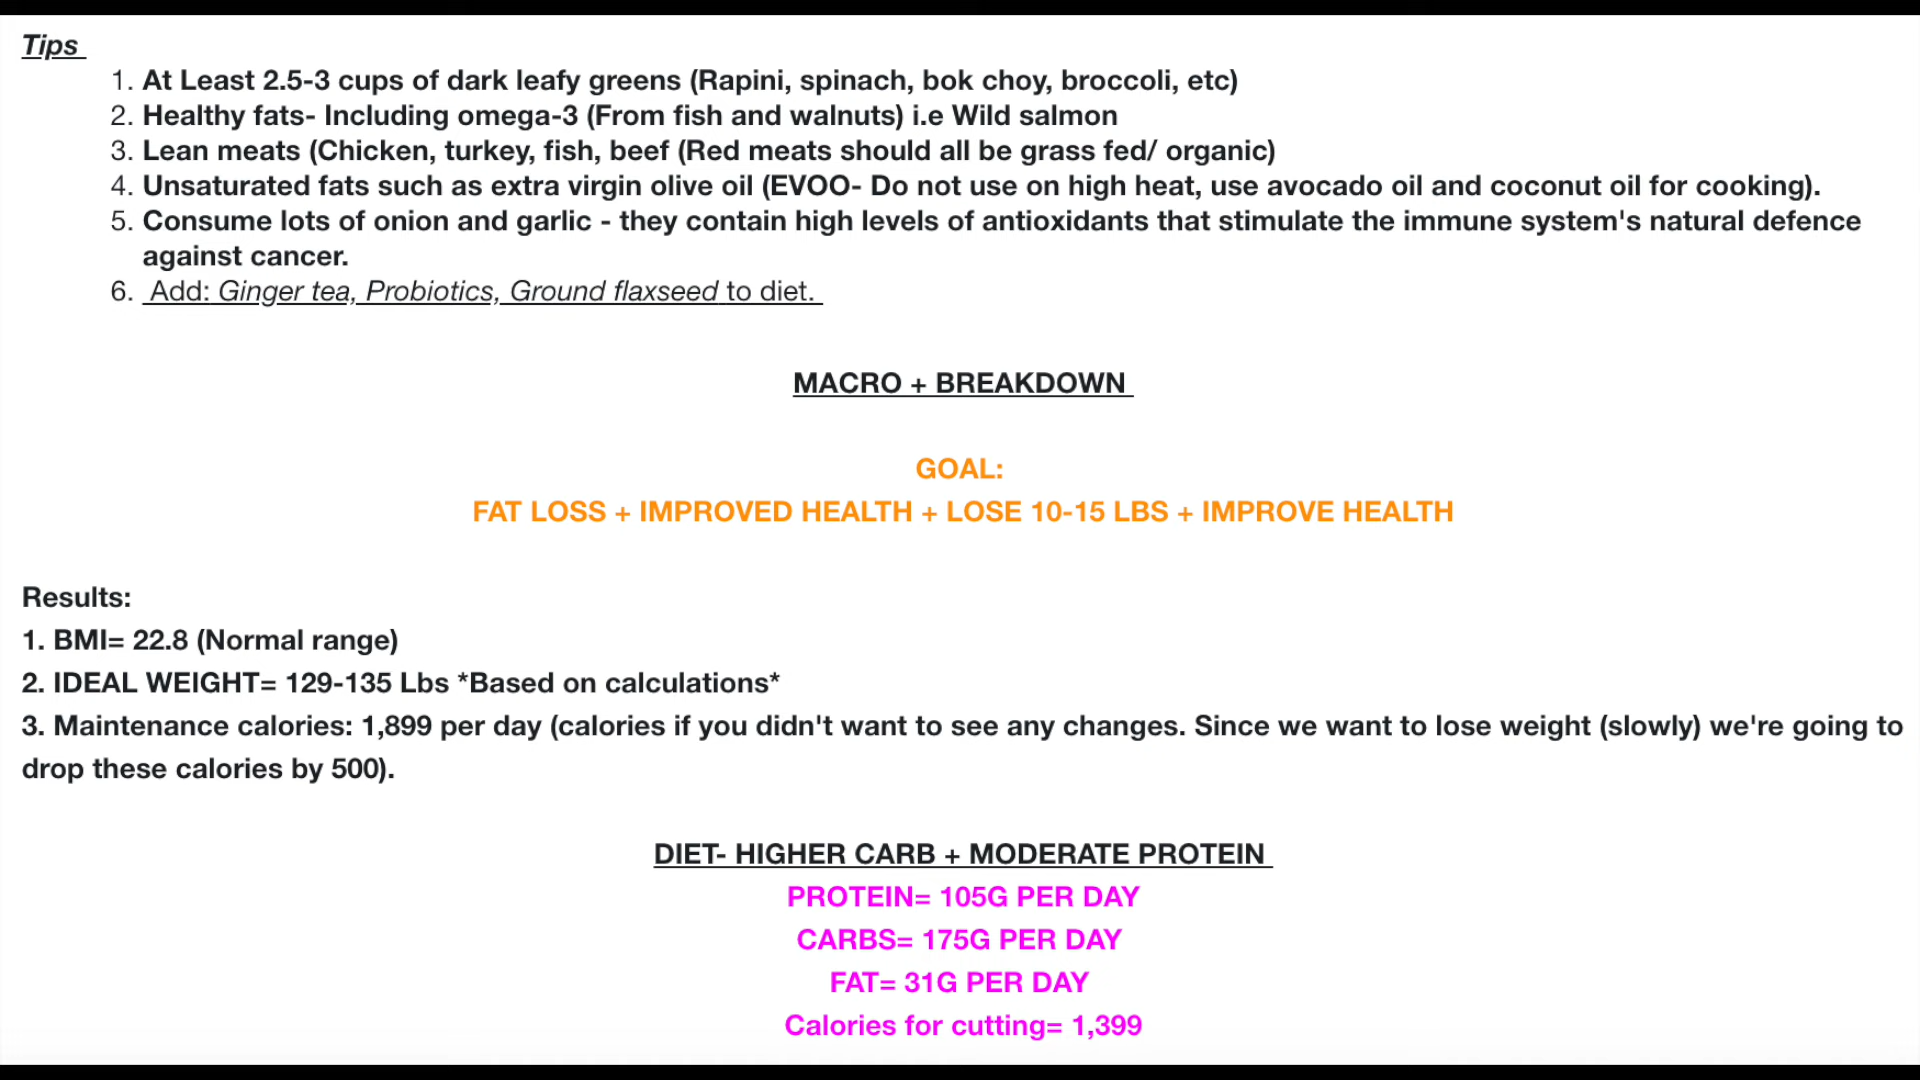 Tips
1. At Least 2.5-3 cups of dark leafy greens (Rapini, spinach, bok choy, broccoli, etc)
2. Healthy fats- Including omega-3 (From fish and walnuts) i.e Wild salmon
3. Lean meats (Chicken, turkey, fish, beef (Red meats should all be grass fed/ organic)
4. Unsaturated fats such as extra virgin olive oil (EVOO- Do not use on high heat, use avocado oil and coconut oil for cooking).
5. Consume lots of onion and garlic - they contain high levels of antioxidants that stimulate the immune system's natural defence
against cancer.
6. Add: Ginger tea, Probiotics, Ground flaxseed to diet.
MACRO + BREAKDOWN
GOAL:
FAT LOSS + IMPROVED HEALTH + LOSE 10-15 LBS + IMPROVE HEALTH
Results:
1. BMI= 22.8 (Normal range)
2. IDEAL WEIGHT= 129-135 Lbs *Based on calculations*
3. Maintenance calories: 1,899 per day (calories if you didn't want to see any changes. Since we want to lose weight (slowly) we're going to
drop these calories by 500).
DIET- HIGHER CARB + MODERATE PROTEIN
PROTEIN= 105G PER DAY
CARBS= 175G PER DAY
FAT= 31G PER DAY
Calories for cutting= 1,399